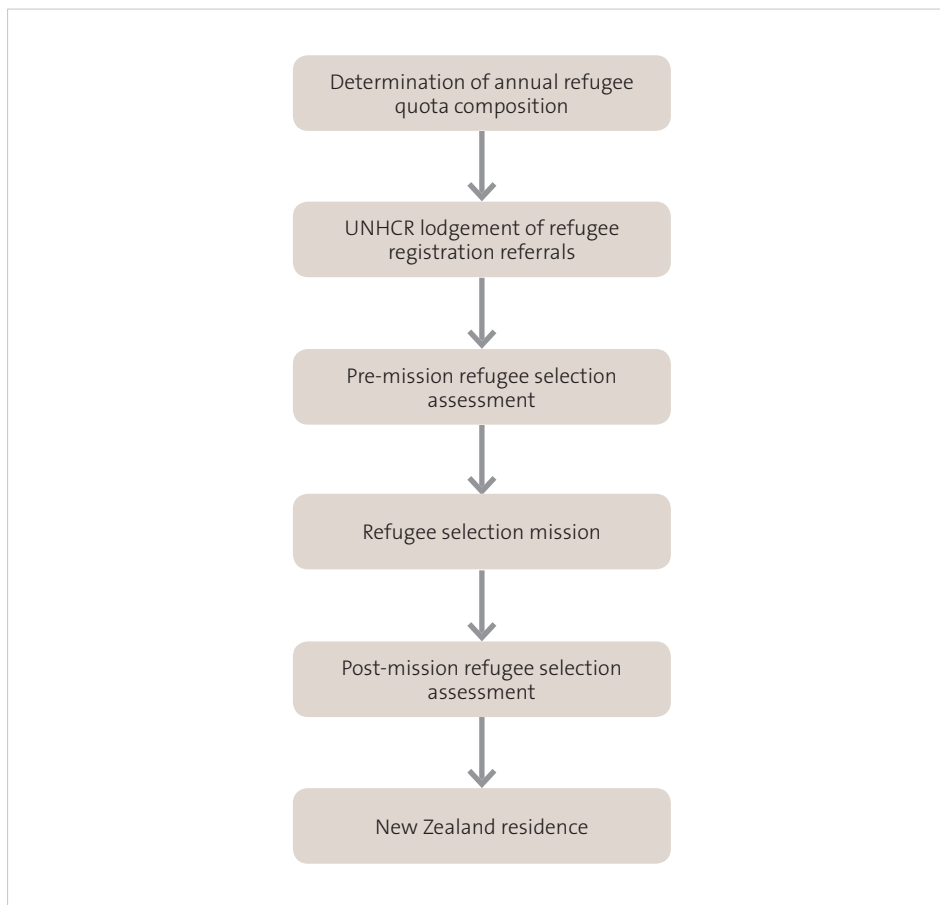 Determination of annual refugee
quota composition
UNHCR lodgement of refugee
registration referrals
Pre-mission refugee selection
assessment
Refugee selection mission
Post-mission refugee selection
assessment
New Zealand residence